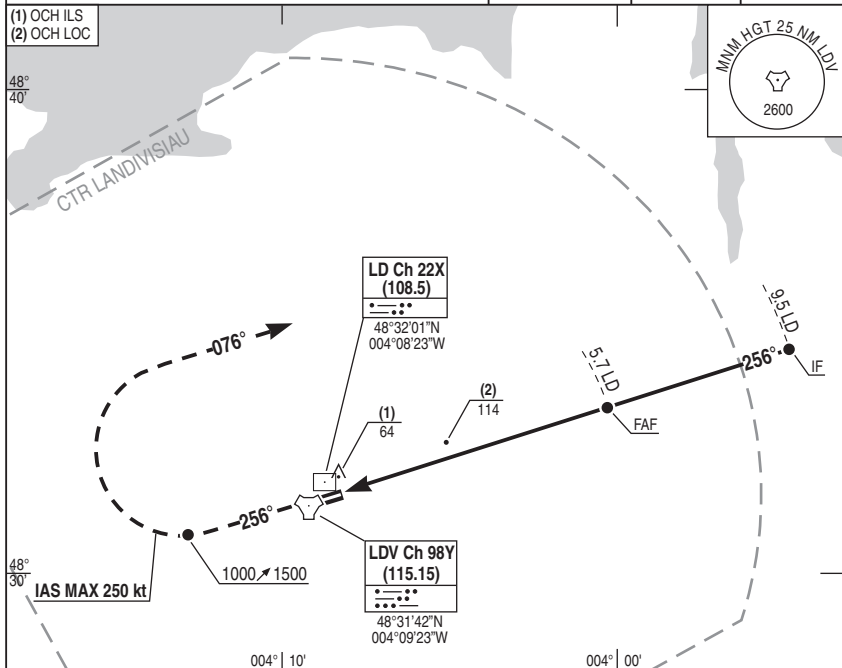 (1) OCH ILS
(2) OCH LOC
MNM HGT 25 NM LDV
2600
48°
40'
CTR LANDIVISIAU
LD Ch 22X
(108.5)
48°32'01"N
004°08'23"W
9.5 LD
076°
5.7 LD
256°
IF
(2)
114
(1)
64
FAF
256°
LDV Ch 98Y
(115.15)
48°31'42"N
004°09'23"W
1000 ↗ 1500
IAS MAX 250 kt
48°
30'
004° 10'
004° 00'